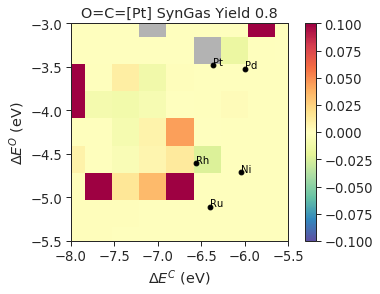 O=C=[Pt] SynGas Yield 0.8
ΔE^O (eV)
−3.0
−3.5
−4.0
−4.5
−5.0
−5.5
Pt
Pd
Rh
Ni
Ru
−8.0 −7.5 −7.0 −6.5 −6.0 −5.5
ΔE^C (eV)
0.100
0.075
0.050
0.025
0.000
−0.025
−0.050
−0.075
−0.100